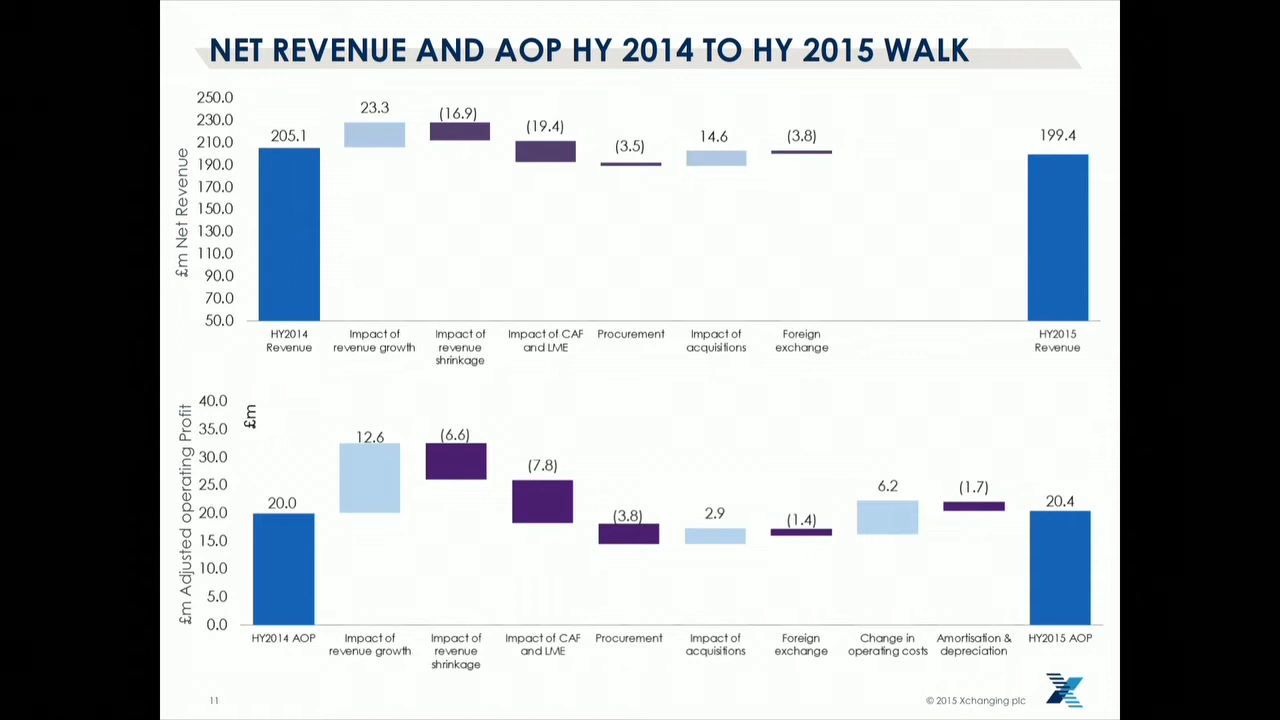 NET REVENUE AND AOP HY 2014 TO HY 2015 WALK
£m Net Revenue
250.0
230.0
210.0
190.0
170.0
150.0
130.0
110.0
90.0
70.0
50.0
205.1
23.3
(16.9)
(19.4)
(3.5)
14.6
(3.8)
199.4
HY2014
Revenue
Impact of
revenue growth
Impact of
revenue
shrinkage
Impact of CAF
and LME
Procurement
Impact of
acquisitions
Foreign
exchange
HY2015
Revenue
£m Adjusted operating Profit
£m
40.0
35.0
30.0
25.0
20.0
15.0
10.0
5.0
0.0
20.0
12.6
(6.6)
(7.8)
(3.8)
2.9
(1.4)
6.2
(1.7)
20.4
HY2014 AOP
Impact of
revenue growth
Impact of
revenue
shrinkage
Impact of CAF
and LME
Procurement
Impact of
acquisitions
Foreign
exchange
Change in
operating costs
Amortisation &
depreciation
HY2015 AOP
11
© 2015 Xchanging plc